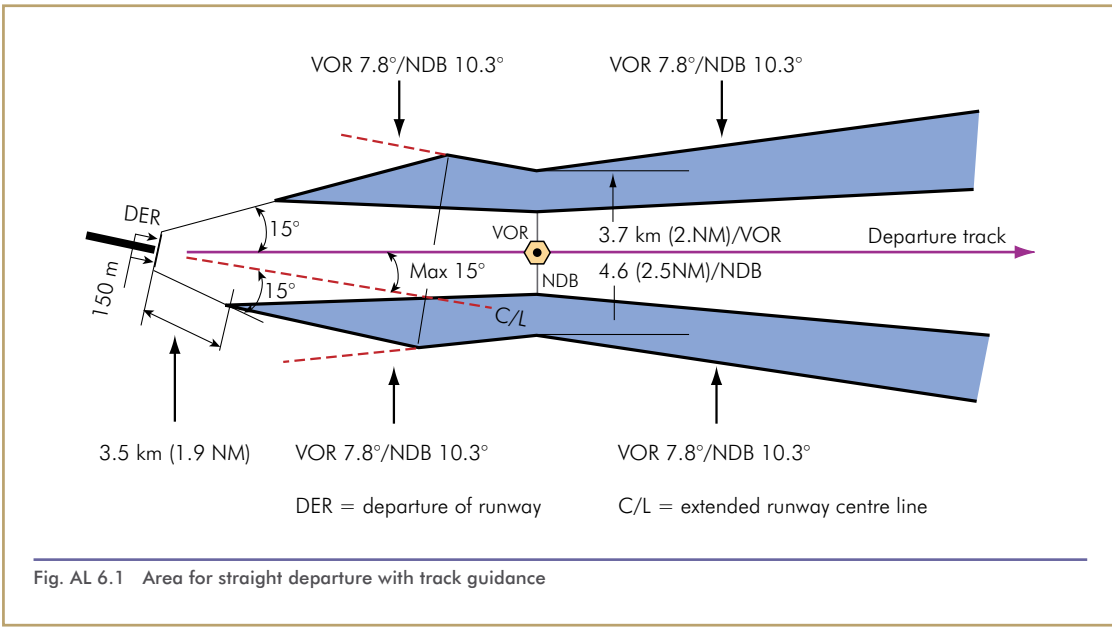 VOR 7.8°/NDB 10.3°
VOR 7.8°/NDB 10.3°
DER
15°
VOR
3.7 km (2.NM)/VOR
Departure track
150 m
15°
Max 15°
NDB
4.6 (2.5NM)/NDB
C/L
3.5 km (1.9 NM)
VOR 7.8°/NDB 10.3°
VOR 7.8°/NDB 10.3°
DER = departure of runway
C/L = extended runway centre line
Fig. AL 6.1 Area for straight departure with track guidance